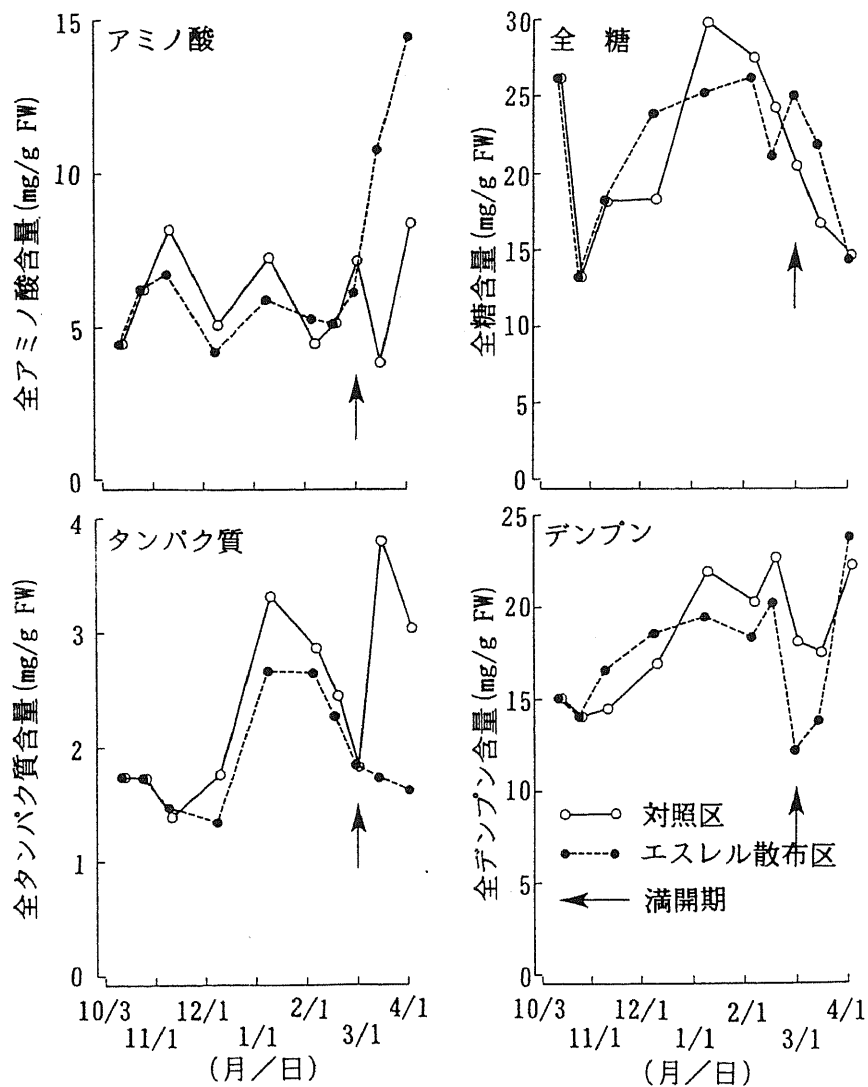 アミノ酸
全アミノ酸含量(mg/g FW)
15
10
5
0
全 糖
全糖含量(mg/g FW)
30
25
20
15
10
5
0
タンパク質
全タンパク質含量(mg/g FW)
4
3
2
1
0
10/3 11/1 12/1 1/1 2/1 3/1 4/1
(月/日)
デンプン
全デンプン含量(mg/g FW)
25
20
15
10
5
0
対照区
エスレル散布区
満開期
10/3 11/1 12/1 1/1 2/1 3/1 4/1
(月/日)